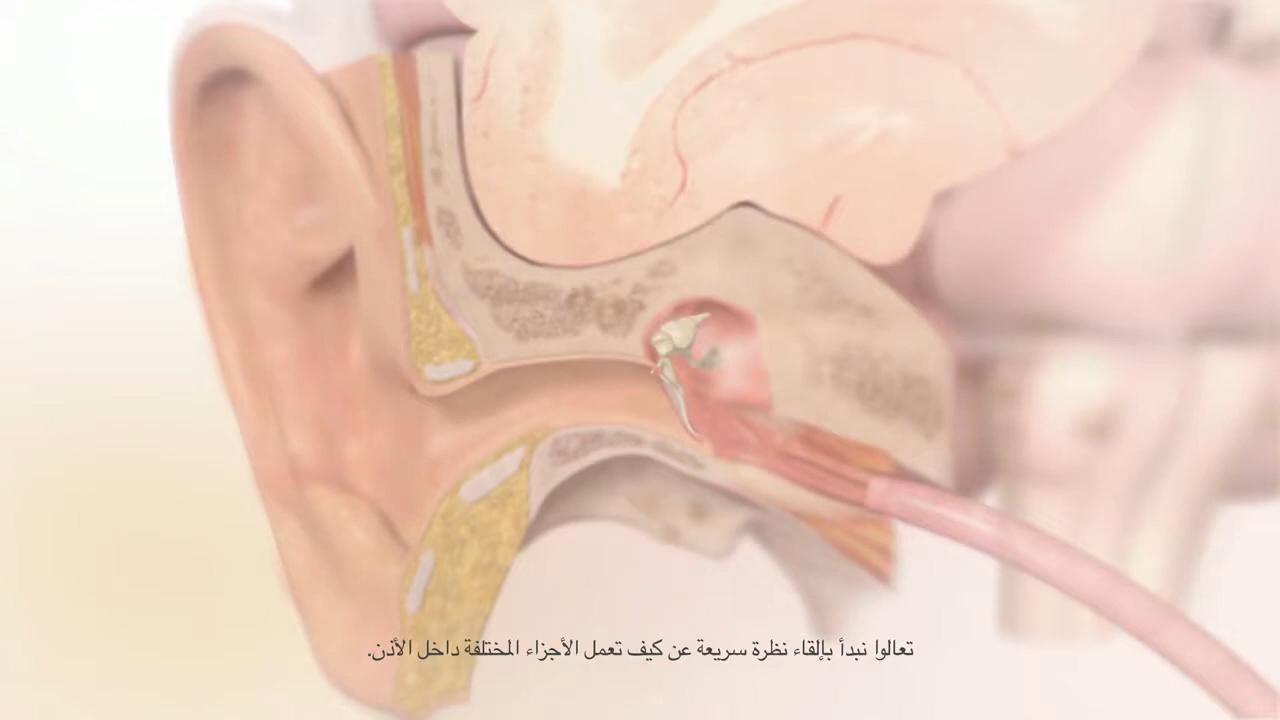 تعالوا نبدأ بإلقاء نظرة سريعة عن كيف تعمل الأجزاء المختلفة داخل الأذن.